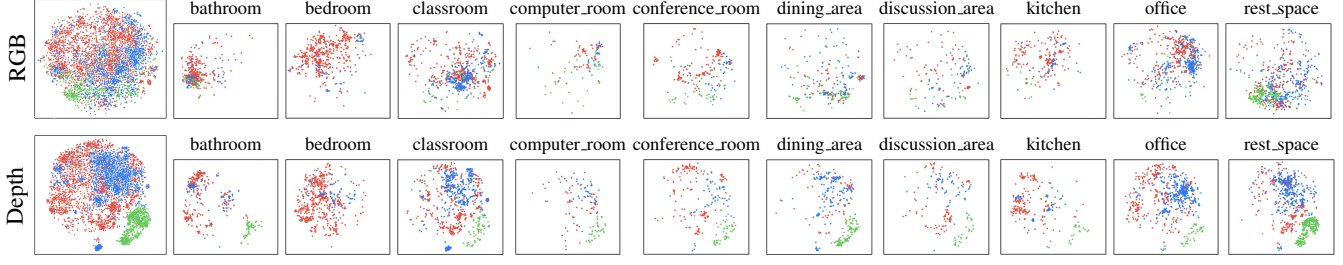 RGB
bathroom
bedroom
classroom
computer_room
conference_room
dining_area
discussion_area
kitchen
office
rest_space
Depth
bathroom
bedroom
classroom
computer_room
conference_room
dining_area
discussion_area
kitchen
office
rest_space